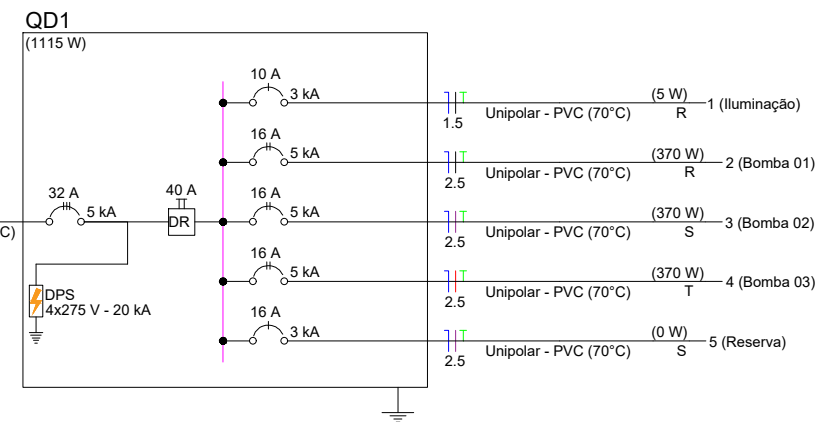 QD1
(1115 W)
10 A
3 kA
1.5
Unipolar - PVC (70°C)
(5 W)
R
1 (Iluminação)
16 A
5 kA
2.5
Unipolar - PVC (70°C)
(370 W)
R
2 (Bomba 01)
32 A
5 kA
40 A
DR
16 A
5 kA
2.5
Unipolar - PVC (70°C)
(370 W)
S
3 (Bomba 02)
C)
16 A
5 kA
2.5
Unipolar - PVC (70°C)
(370 W)
T
4 (Bomba 03)
DPS
4x275 V - 20 kA
16 A
3 kA
2.5
Unipolar - PVC (70°C)
(0 W)
S
5 (Reserva)